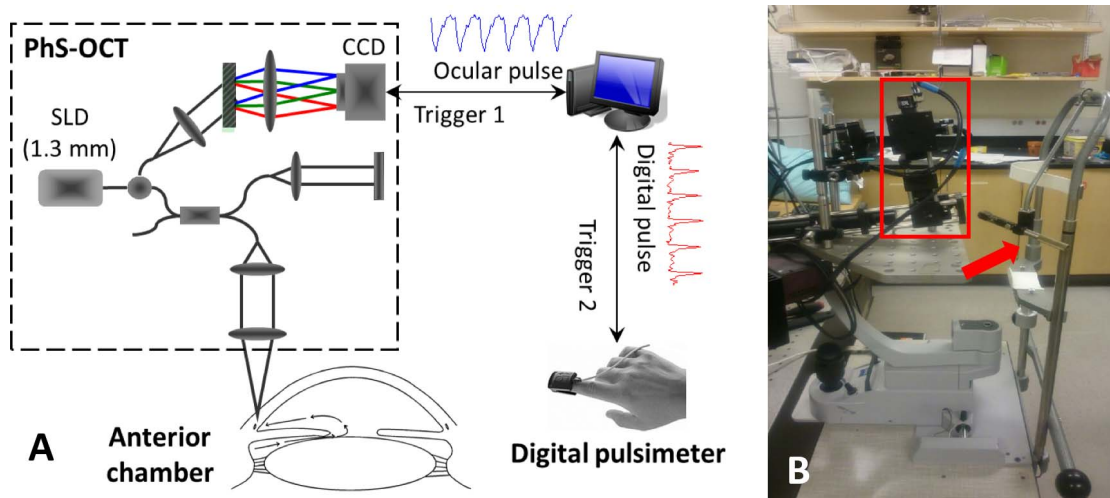 PhS-OCT
CCD
SLD
(1.3 mm)
Ocular pulse
Trigger 1
Digital pulse
Trigger 2
Anterior
chamber
Digital pulsimeter
A
B